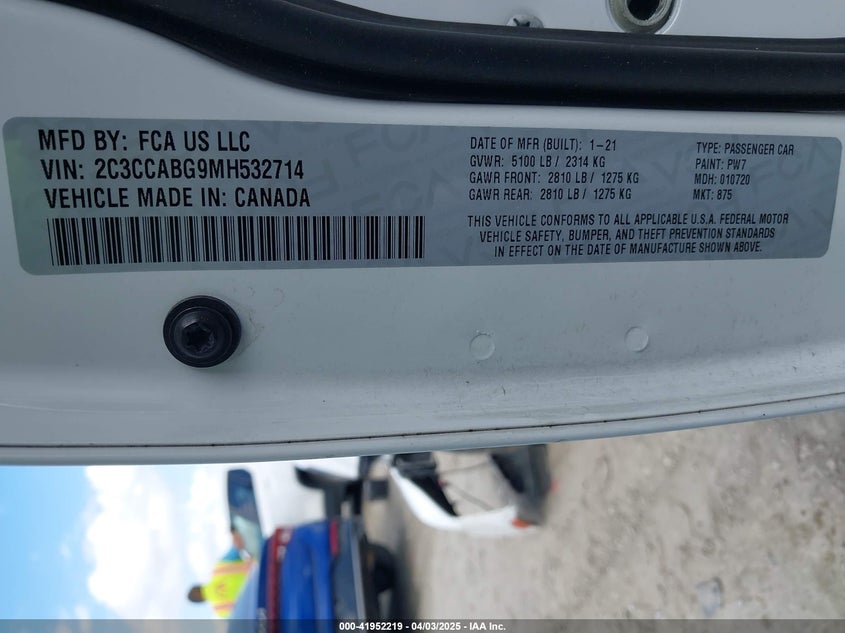 MFD BY: FCA US LLC
VIN: 2C3CCABG9MH532714
VEHICLE MADE IN: CANADA
DATE OF MFR (BUILT): 1-21
GVWR: 5100 LB / 2314 KG
GAWR FRONT: 2810 LB / 1275 KG
GAWR REAR: 2810 LB / 1275 KG
TYPE: PASSENGER CAR
PAINT: PW7
MDH: 010720
MKT: 875
THIS VEHICLE CONFORMS TO ALL APPLICABLE U.S.A. FEDERAL MOTOR
VEHICLE SAFETY, BUMPER, AND THEFT PREVENTION STANDARDS
IN EFFECT ON THE DATE OF MANUFACTURE SHOWN ABOVE.
000-41952219 - 04/03/2025 - IAA Inc.